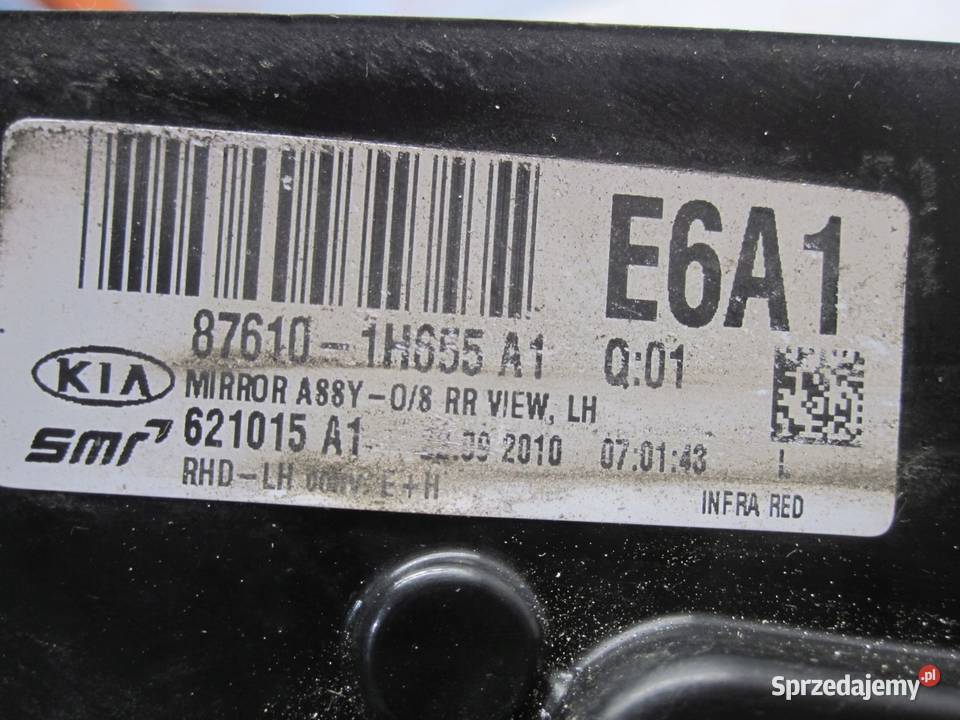 E6A1
87610-1H655 A1 Q:01
KIA MIRROR ASSY-O/S RR VIEW, LH
smr 621015 A1 .09 2010 07:01:43 L
RHD-LH E+H INFRA RED
Sprzedajemy.pl